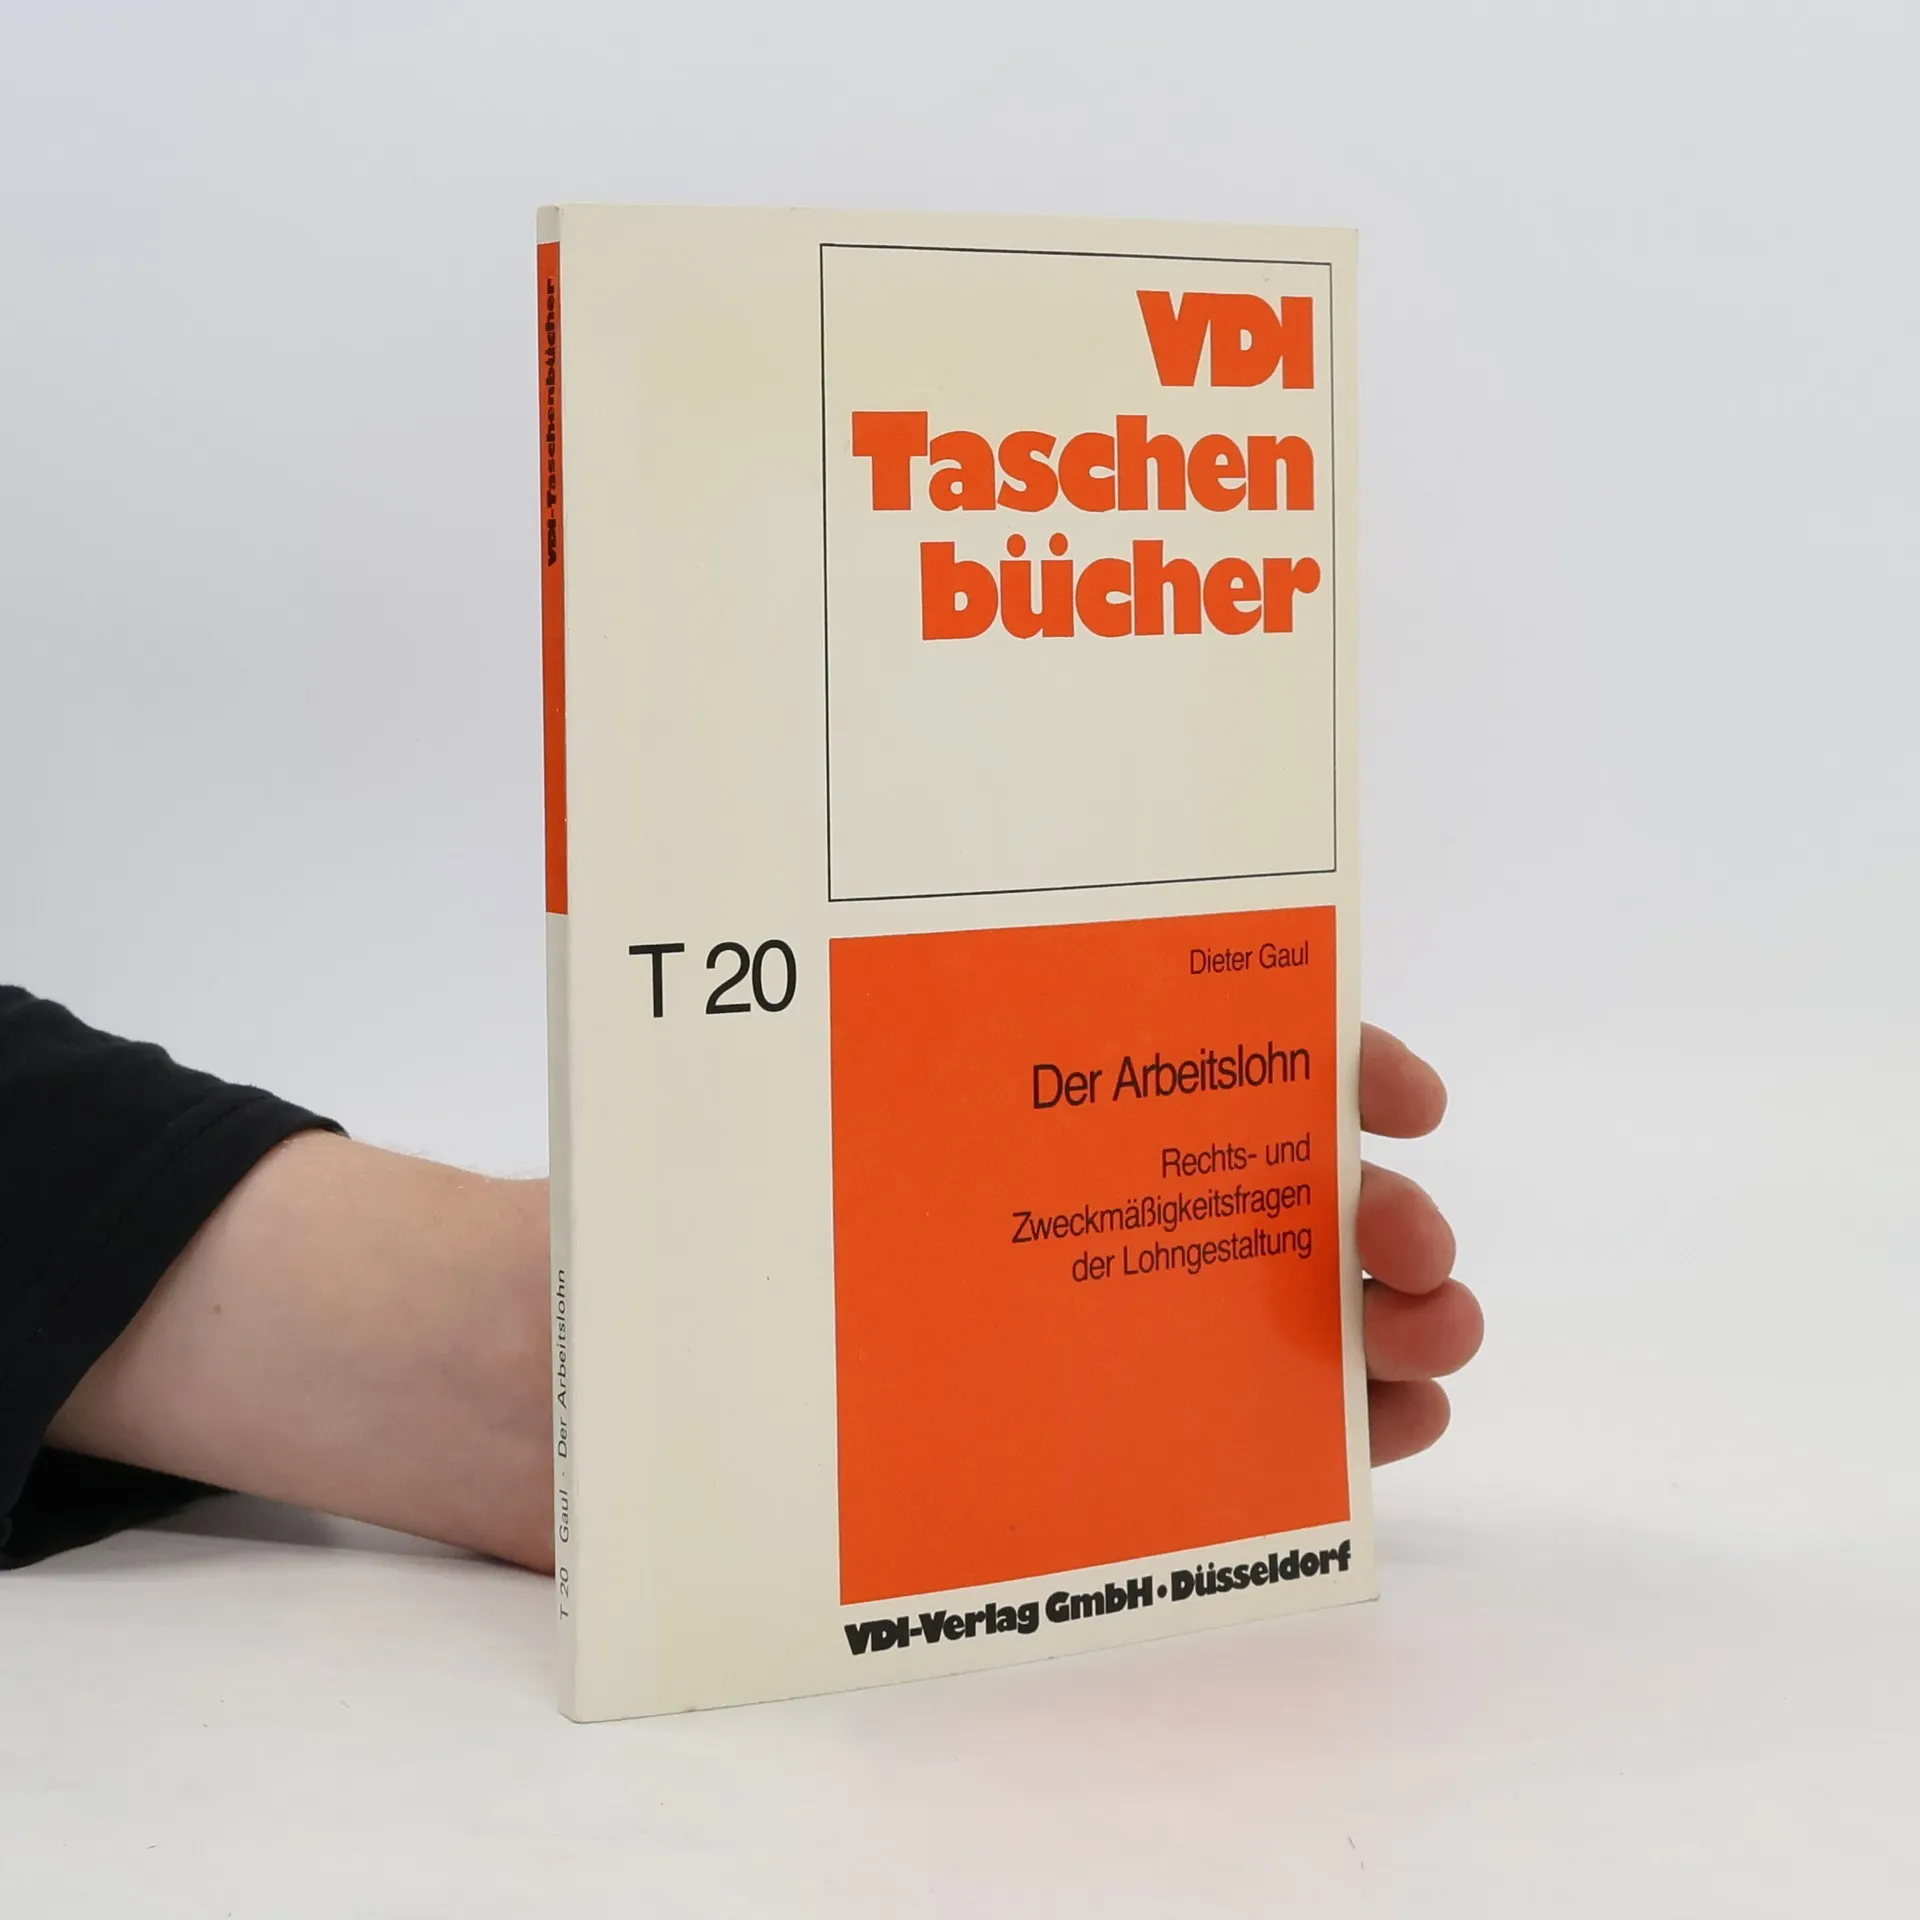 VDI-Taschenbücher
T 20 Gaul · Der Arbeitslohn
VDI
Taschen
bücher
T 20
Dieter Gaul
Der Arbeitslohn
Rechts- und
Zweckmäßigkeitsfragen
der Lohngestaltung
VDI-Verlag GmbH • Düsseldorf